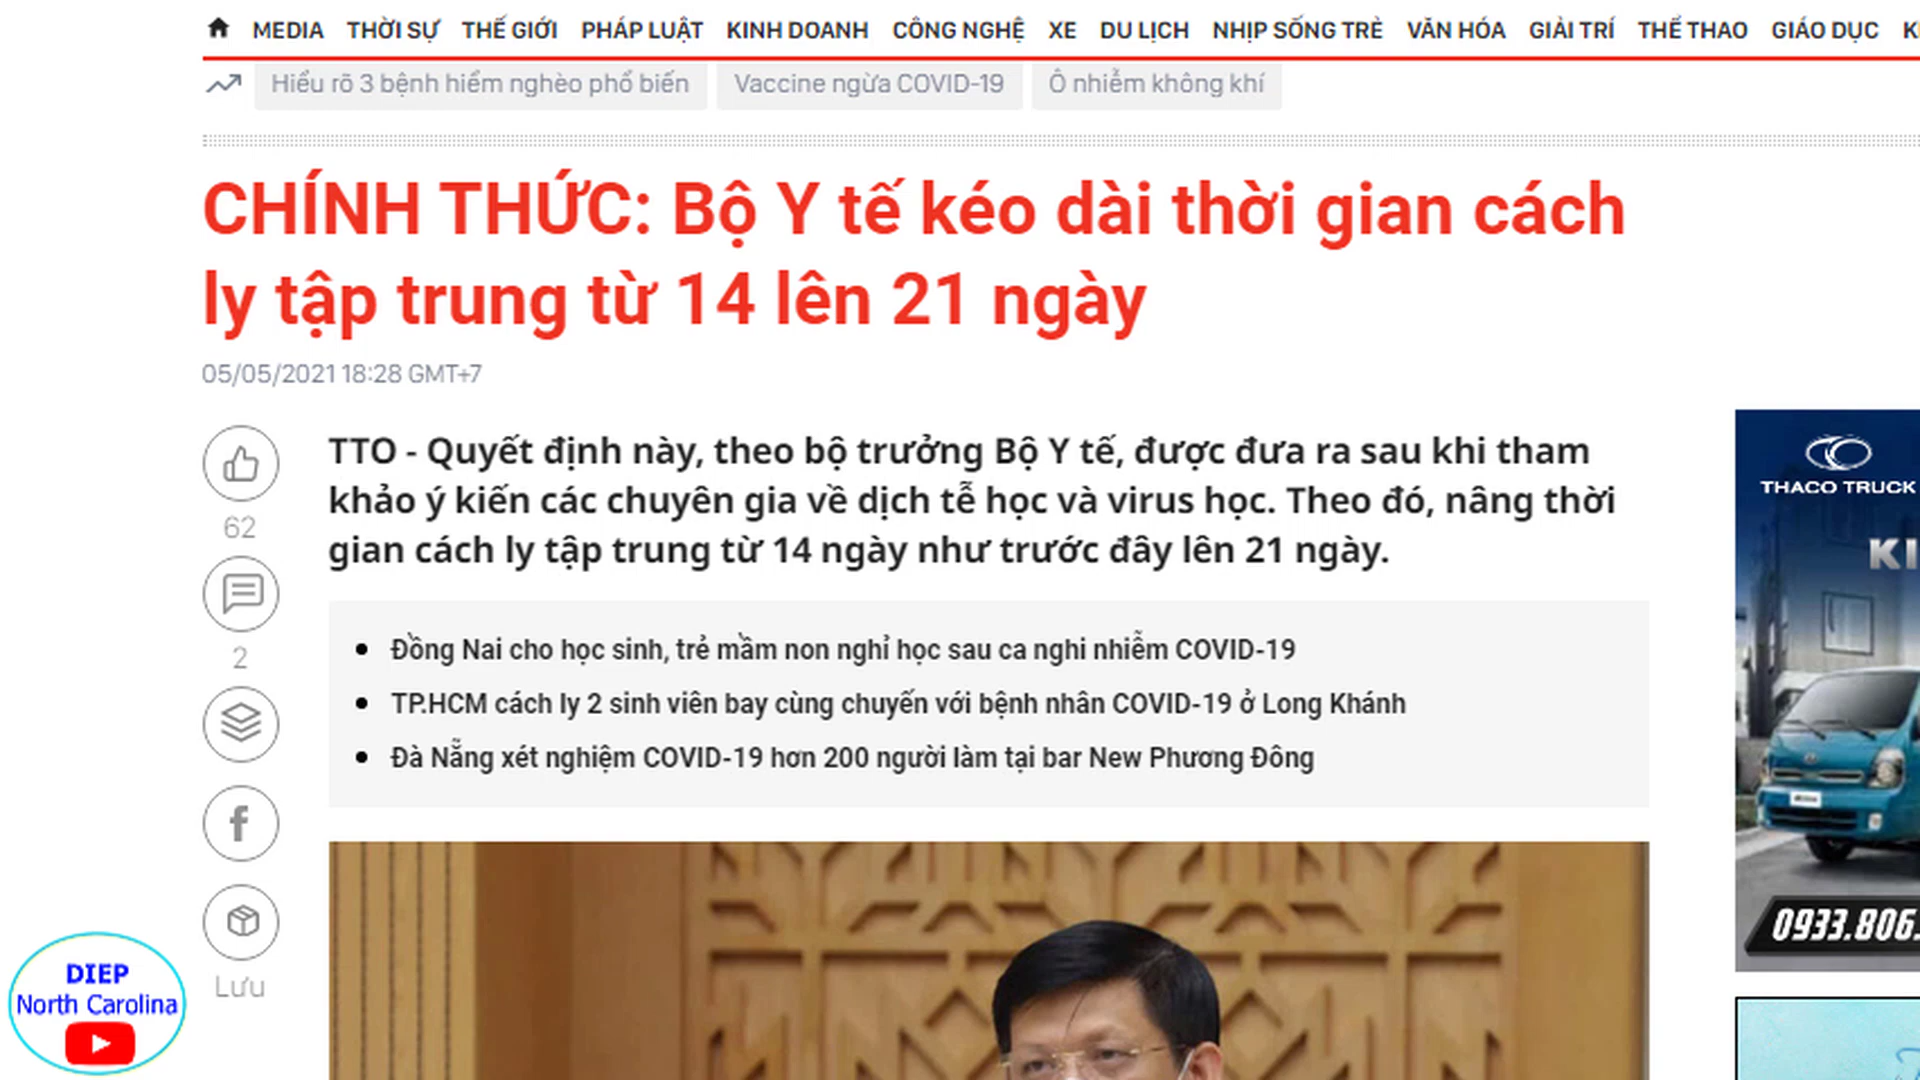 MEDIA THỜI SỰ THẾ GIỚI PHÁP LUẬT KINH DOANH CÔNG NGHỆ XE DU LỊCH NHỊP SỐNG TRẺ VĂN HÓA GIẢI TRÍ THỂ THAO GIÁO DỤC
Hiểu rõ 3 bệnh hiểm nghèo phổ biến Vaccine ngừa COVID-19 Ô nhiễm không khí
CHÍNH THỨC: Bộ Y tế kéo dài thời gian cách
ly tập trung từ 14 lên 21 ngày
05/05/2021 18:28 GMT+7
TTO - Quyết định này, theo bộ trưởng Bộ Y tế, được đưa ra sau khi tham
khảo ý kiến các chuyên gia về dịch tễ học và virus học. Theo đó, nâng thời
gian cách ly tập trung từ 14 ngày như trước đây lên 21 ngày.
62
2
Lưu
Đồng Nai cho học sinh, trẻ mầm non nghỉ học sau ca nghi nhiễm COVID-19
TP.HCM cách ly 2 sinh viên bay cùng chuyến với bệnh nhân COVID-19 ở Long Khánh
Đà Nẵng xét nghiệm COVID-19 hơn 200 người làm tại bar New Phương Đông
THACO TRUCK
KI
0933.806.
DIEP
North Carolina